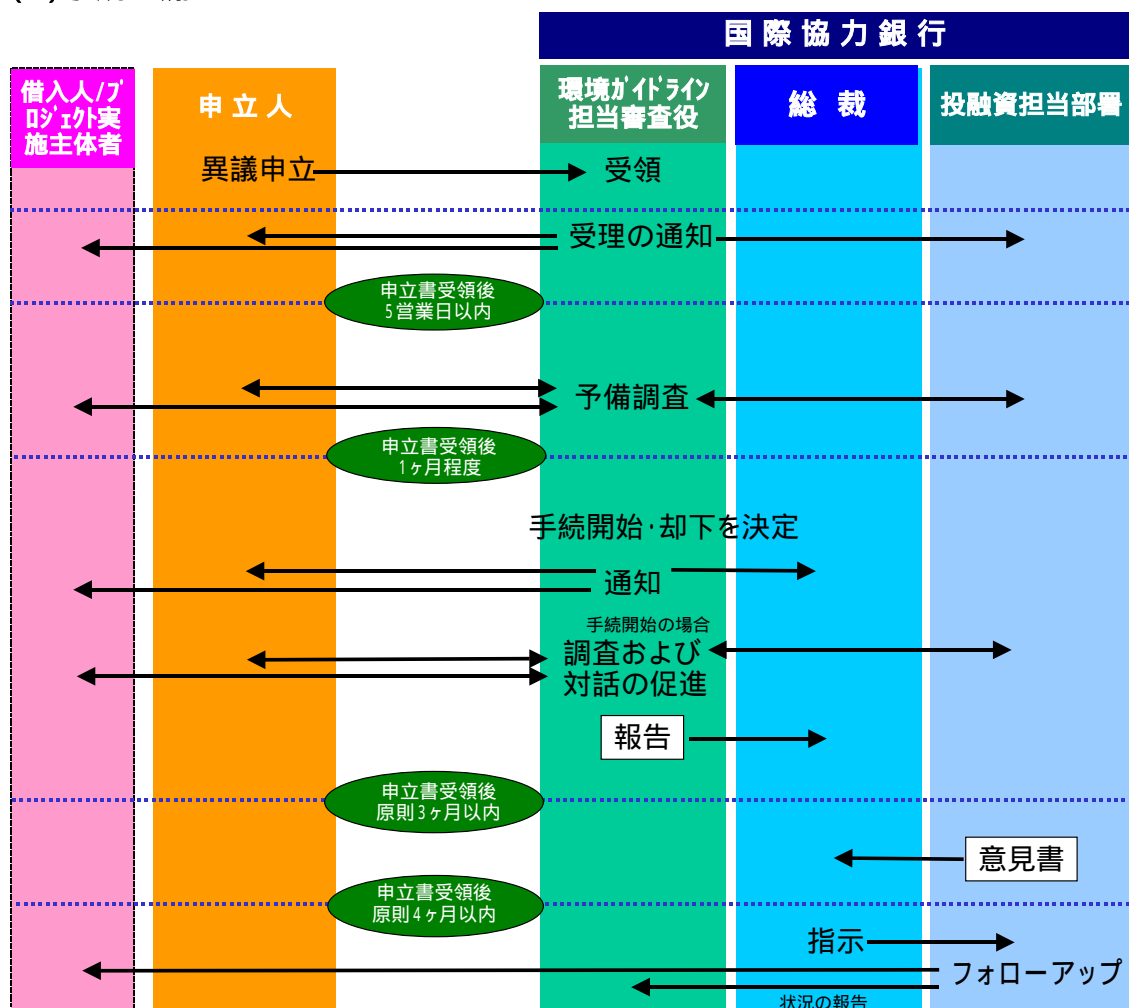 国際協力銀行
借入人/プ
ロジェクト実
施主体者
申立人
環境ガイドライン
担当審査役
総裁
投融資担当部署
異議申立
受領
受理の通知
申立書受領後
5営業日以内
予備調査
申立書受領後
1ヶ月程度
手続開始・却下を決定
通知
手続開始の場合
調査および
対話の促進
報告
申立書受領後
原則3ヶ月以内
意見書
申立書受領後
原則4ヶ月以内
指示
フォローアップ
状況の報告